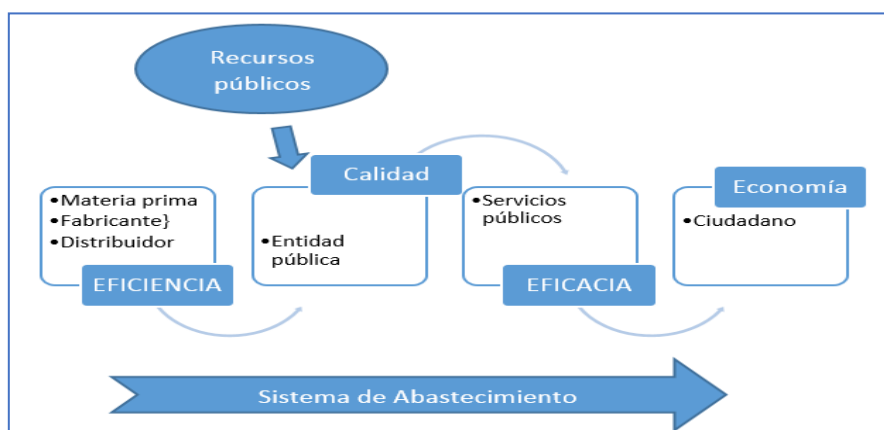 Recursos
públicos
Calidad
Economía
•Materia prima
•Fabricante}
•Distribuidor
EFICIENCIA
•Entidad
pública
•Servicios
públicos
EFICACIA
•Ciudadano
Sistema de Abastecimiento